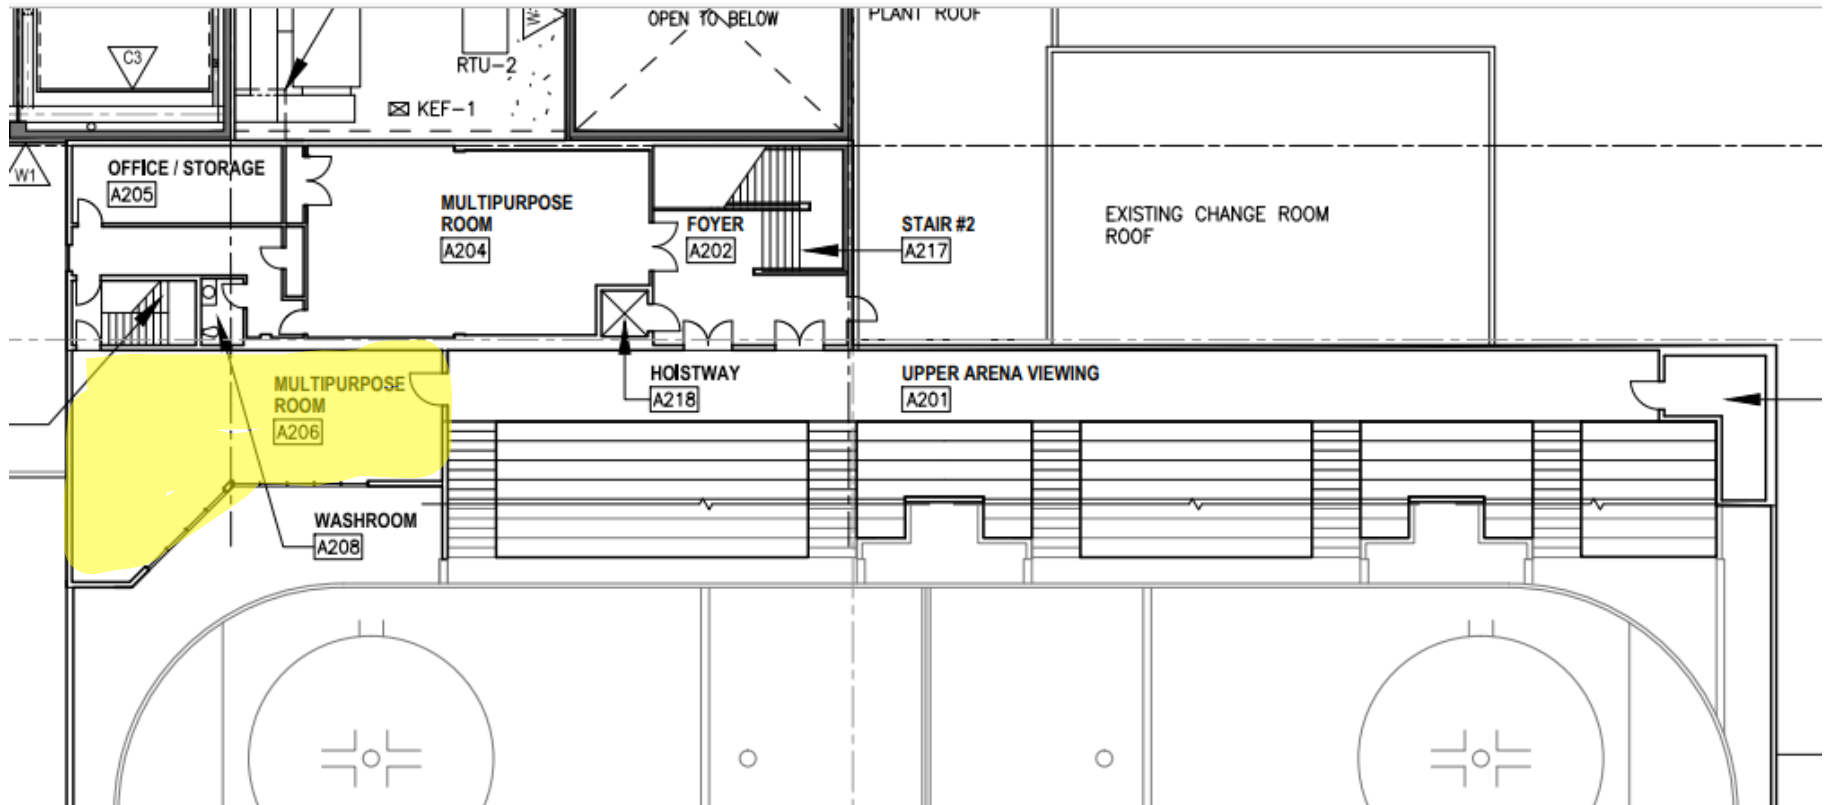 OPEN TO BELOW
PLANT ROOF
C3
RTU-2
KEF-1
W1
OFFICE / STORAGE
A205
MULTIPURPOSE
ROOM
A204
FOYER
A202
STAIR #2
A217
EXISTING CHANGE ROOM
ROOF
MULTIPURPOSE
ROOM
A206
HOISTWAY
A218
UPPER ARENA VIEWING
A201
WASHROOM
A208